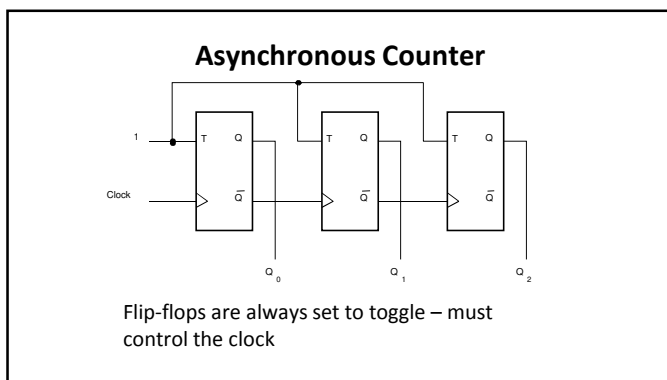 Asynchronous Counter
1
T Q T Q T Q
Clock
Q̅ Q̅ Q̅
Q0 Q1 Q2
Flip-flops are always set to toggle – must
control the clock